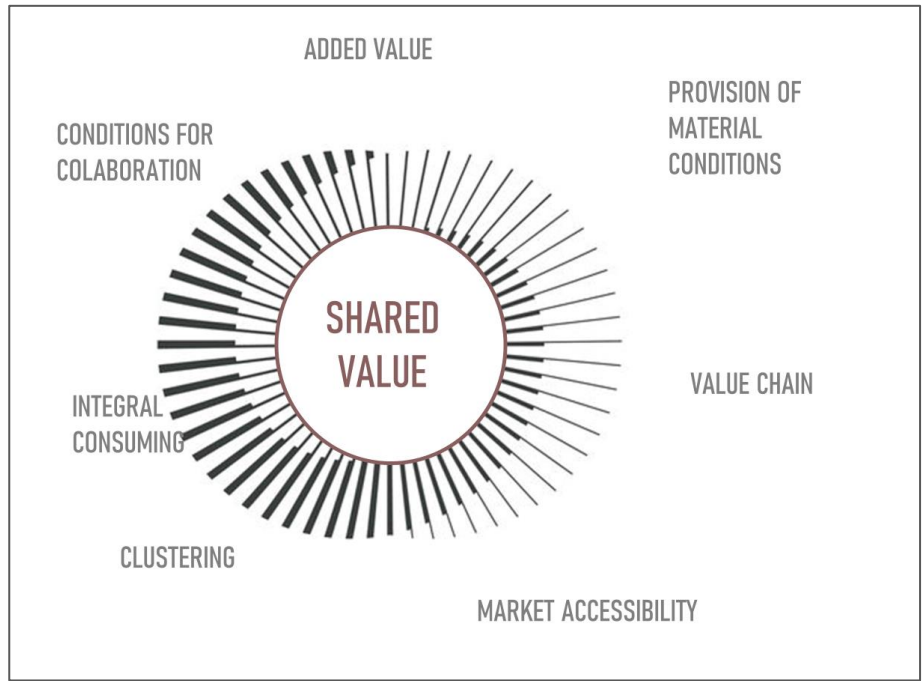 ADDED VALUE
PROVISION OF
MATERIAL
CONDITIONS
CONDITIONS FOR
COLABORATION
SHARED
VALUE
VALUE CHAIN
INTEGRAL
CONSUMING
CLUSTERING
MARKET ACCESSIBILITY